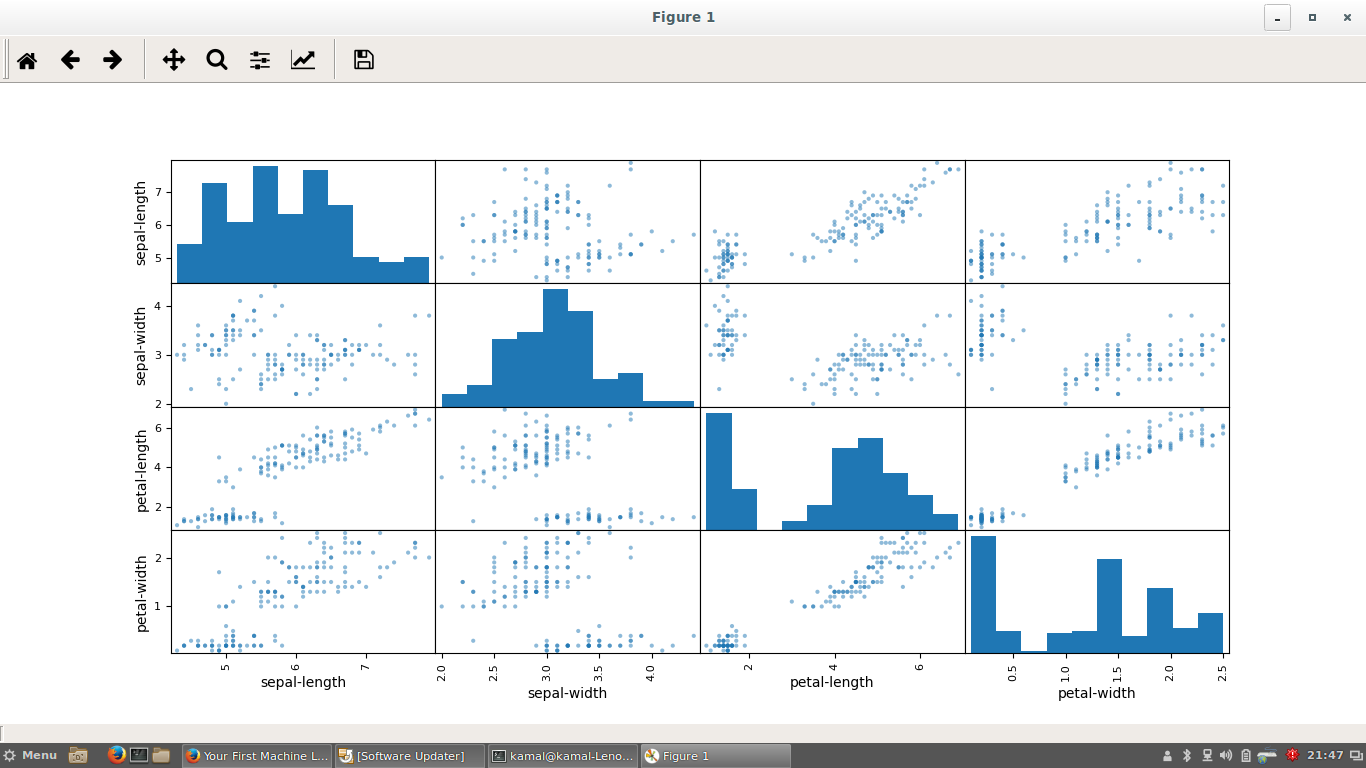 Figure 1
sepal-length
7
6
5
sepal-width
4
3
2
petal-length
6
4
2
petal-width
2
1
5 6 7
2.0 2.5 3.0 3.5 4.0
2 4 6
0.5 1.0 1.5 2.0 2.5
sepal-length
sepal-width
petal-length
petal-width
Menu Your First Machine L... [Software Updater] kamal@kamal-Leno... Figure 1 21:47